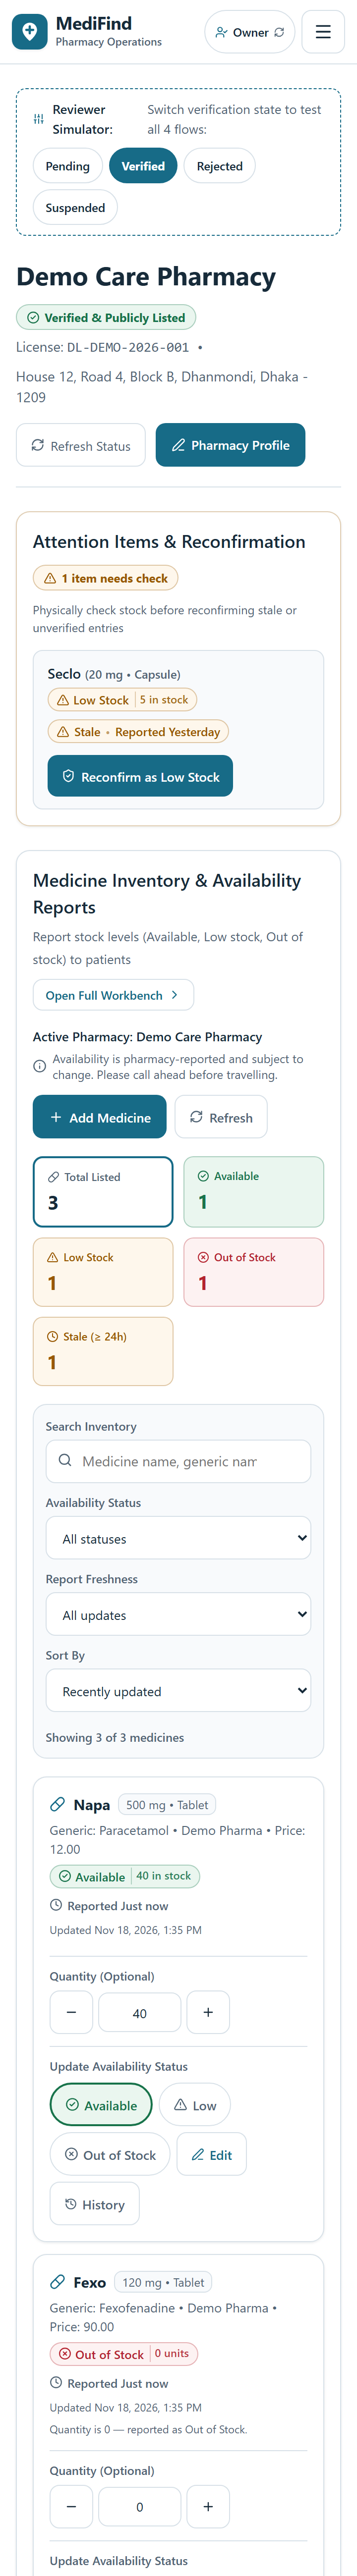 MediFind
Pharmacy Operations
Owner
Reviewer Simulator:
Switch verification state to test all 4 flows:
Pending
Verified
Rejected
Suspended
Demo Care Pharmacy
Verified & Publicly Listed
License: DL-DEMO-2026-001 •
House 12, Road 4, Block B, Dhanmondi, Dhaka -
1209
Refresh Status
Pharmacy Profile
Attention Items & Reconfirmation
1 item needs check
Physically check stock before reconfirming stale or
unverified entries
Seclo (20 mg • Capsule)
Low Stock 5 in stock
Stale • Reported Yesterday
Reconfirm as Low Stock
Medicine Inventory & Availability
Reports
Report stock levels (Available, Low stock, Out of
stock) to patients
Open Full Workbench
Active Pharmacy: Demo Care Pharmacy
Availability is pharmacy-reported and subject to
change. Please call ahead before travelling.
+ Add Medicine
Refresh
Total Listed
3
Available
1
Low Stock
1
Out of Stock
1
Stale (≥ 24h)
1
Search Inventory
Medicine name, generic nam
Availability Status
All statuses
Report Freshness
All updates
Sort By
Recently updated
Showing 3 of 3 medicines
Napa 500 mg • Tablet
Generic: Paracetamol • Demo Pharma • Price:
12.00
Available 40 in stock
Reported Just now
Updated Nov 18, 2026, 1:35 PM
Quantity (Optional)
− 40 +
Update Availability Status
Available
Low
Out of Stock
Edit
History
Fexo 120 mg • Tablet
Generic: Fexofenadine • Demo Pharma •
Price: 90.00
Out of Stock 0 units
Reported Just now
Updated Nov 18, 2026, 1:35 PM
Quantity is 0 — reported as Out of Stock.
Quantity (Optional)
− 0 +
Update Availability Status